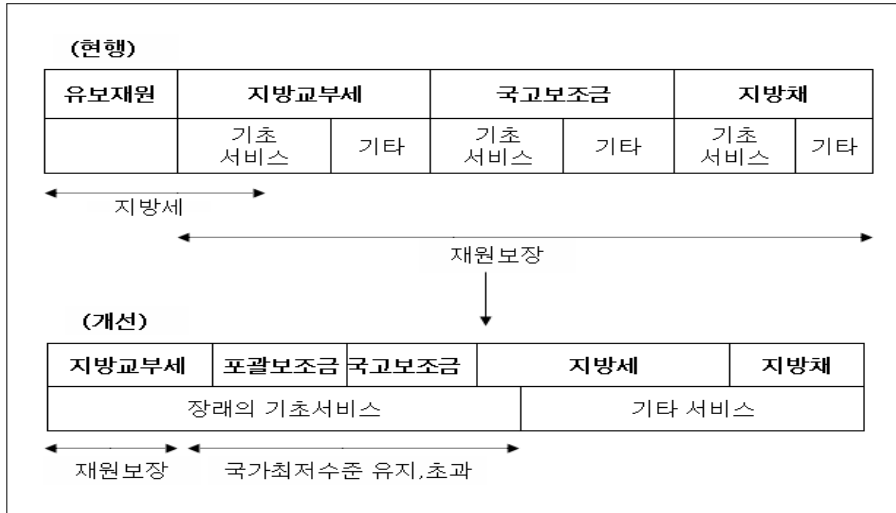 (현행)
유보재원 지방교부세 국고보조금 지방채
기초 서비스 기타 기초 서비스 기타 기초 서비스 기타
지방세
재원보장
(개선)
지방교부세 포괄보조금 국고보조금 지방세 지방채
장래의 기초서비스 기타 서비스
재원보장 국가최저수준 유지,초과